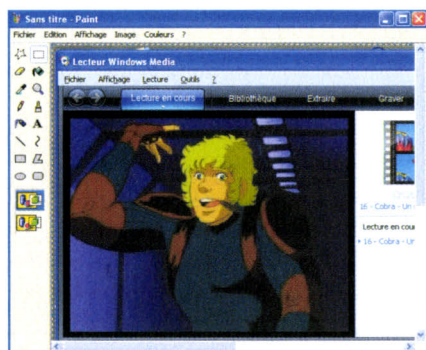 Sans titre - Paint
Fichier Edition Affichage Image Couleurs ?
Lecteur Windows Media
Fichier Affichage Lecture Outils ?
Lecture en cours Bibliothèque Extraire Graver
16 - Cobra - Un
Lecture en cour
16 - Cobra - Un